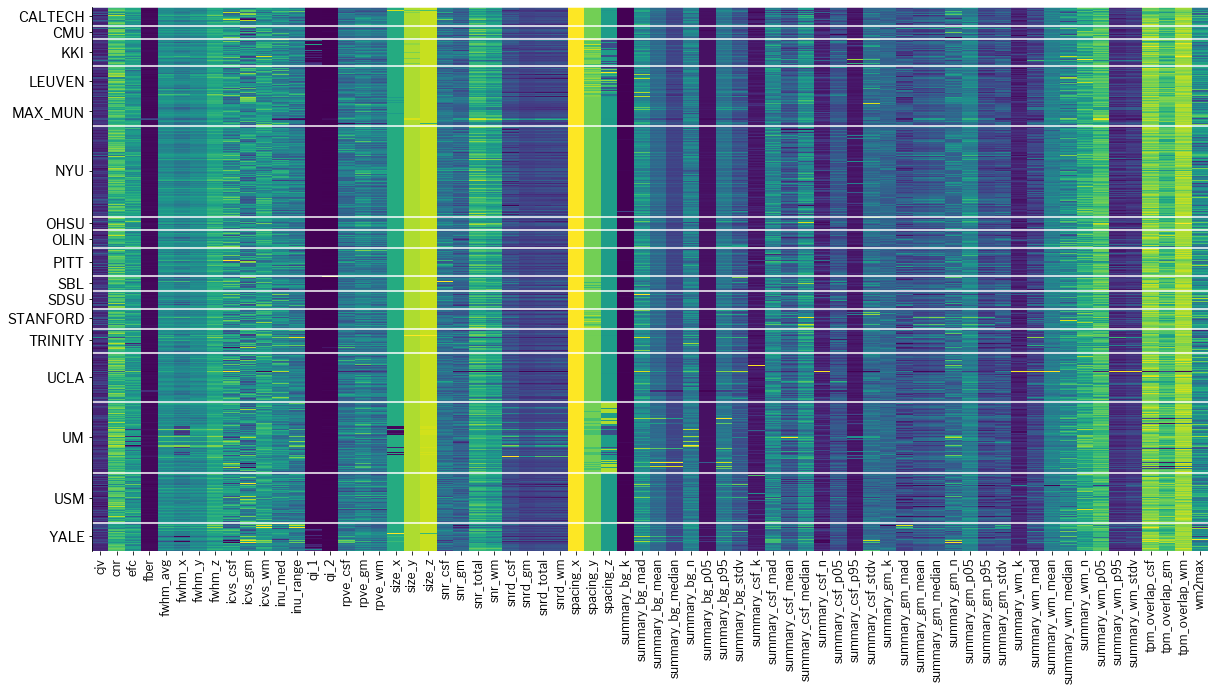 CALTECH
CMU
KKI
LEUVEN
MAX_MUN
NYU
OHSU
OLIN
PITT
SBL
SDSU
STANFORD
TRINITY
UCLA
UM
USM
YALE
cjv
cnr
efc
fber
fwhm_avg
fwhm_x
fwhm_y
fwhm_z
icvs_csf
icvs_gm
icvs_wm
inu_med
inu_range
qi_1
qi_2
rpve_csf
rpve_gm
rpve_wm
size_x
size_y
size_z
snr_csf
snr_gm
snr_total
snr_wm
snrd_csf
snrd_gm
snrd_total
snrd_wm
spacing_x
spacing_y
spacing_z
summary_bg_k
summary_bg_mad
summary_bg_mean
summary_bg_median
summary_bg_n
summary_bg_p05
summary_bg_p95
summary_bg_stdv
summary_csf_k
summary_csf_mad
summary_csf_mean
summary_csf_median
summary_csf_n
summary_csf_p05
summary_csf_p95
summary_csf_stdv
summary_gm_k
summary_gm_mad
summary_gm_mean
summary_gm_median
summary_gm_n
summary_gm_p05
summary_gm_p95
summary_gm_stdv
summary_wm_k
summary_wm_mad
summary_wm_mean
summary_wm_median
summary_wm_n
summary_wm_p05
summary_wm_p95
summary_wm_stdv
tpm_overlap_csf
tpm_overlap_gm
tpm_overlap_wm
wm2max